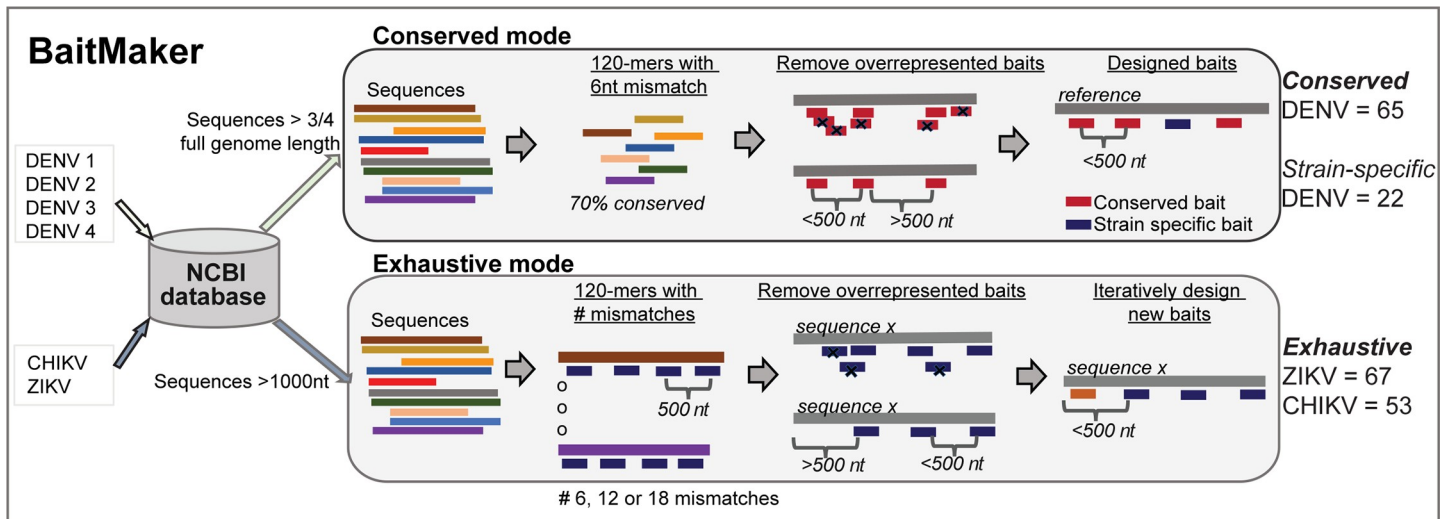 BaitMaker
DENV 1
DENV 2
DENV 3
DENV 4
CHIKV
ZIKV
NCBI
database
Sequences > 3/4
full genome length
Sequences >1000nt
Conserved mode
Sequences
120-mers with
6nt mismatch
70% conserved
Remove overrepresented baits
<500 nt
>500 nt
Designed baits
reference
<500 nt
Conserved bait
Strain specific bait
Conserved
DENV = 65
Strain-specific
DENV = 22
Exhaustive mode
Sequences
120-mers with
# mismatches
o
o
o
500 nt
# 6, 12 or 18 mismatches
Remove overrepresented baits
sequence x
sequence x
>500 nt
<500 nt
Iteratively design
new baits
sequence x
<500 nt
Exhaustive
ZIKV = 67
CHIKV = 53